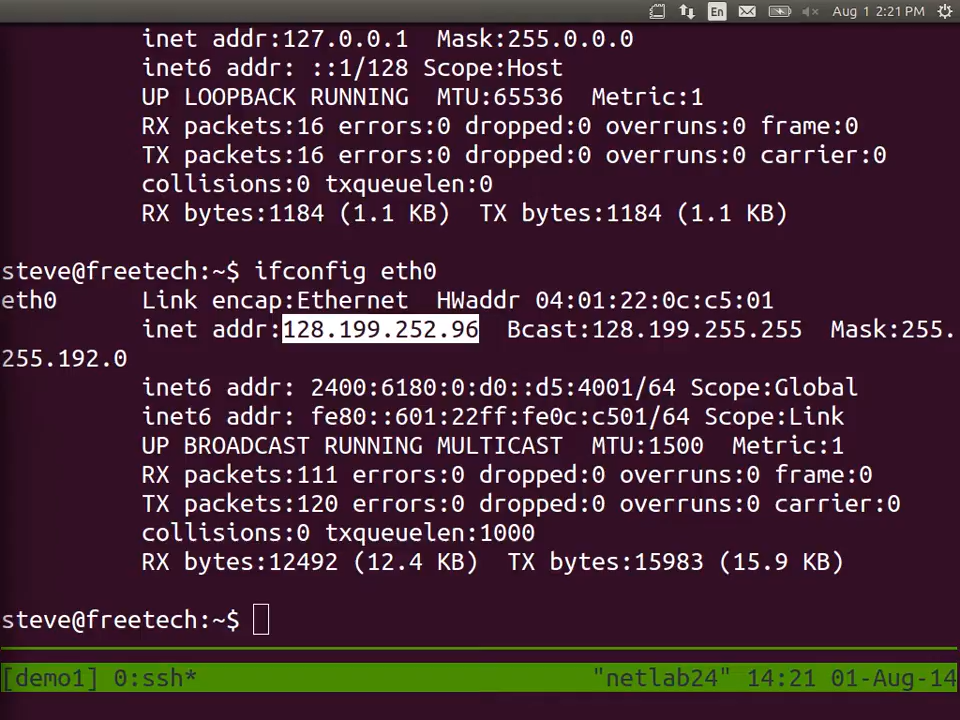 En Aug 1 2:21 PM
inet addr:127.0.0.1 Mask:255.0.0.0
inet6 addr: ::1/128 Scope:Host
UP LOOPBACK RUNNING MTU:65536 Metric:1
RX packets:16 errors:0 dropped:0 overruns:0 frame:0
TX packets:16 errors:0 dropped:0 overruns:0 carrier:0
collisions:0 txqueuelen:0
RX bytes:1184 (1.1 KB) TX bytes:1184 (1.1 KB)
steve@freetech:~$ ifconfig eth0
eth0 Link encap:Ethernet HWaddr 04:01:22:0c:c5:01
inet addr:128.199.252.96 Bcast:128.199.255.255 Mask:255.
255.192.0
inet6 addr: 2400:6180:0:d0::d5:4001/64 Scope:Global
inet6 addr: fe80::601:22ff:fe0c:c501/64 Scope:Link
UP BROADCAST RUNNING MULTICAST MTU:1500 Metric:1
RX packets:111 errors:0 dropped:0 overruns:0 frame:0
TX packets:120 errors:0 dropped:0 overruns:0 carrier:0
collisions:0 txqueuelen:1000
RX bytes:12492 (12.4 KB) TX bytes:15983 (15.9 KB)
steve@freetech:~$
[demo1] 0:ssh* "netlab24" 14:21 01-Aug-14